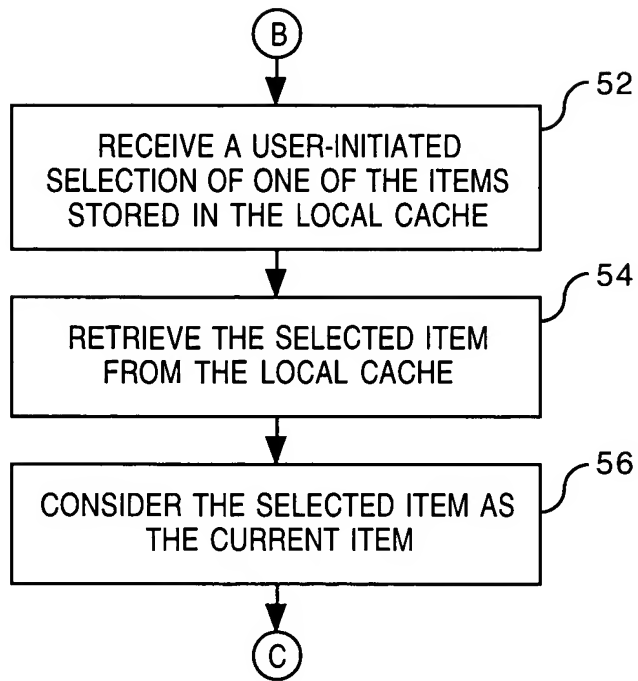 B
52
RECEIVE A USER-INITIATED
SELECTION OF ONE OF THE ITEMS
STORED IN THE LOCAL CACHE
54
RETRIEVE THE SELECTED ITEM
FROM THE LOCAL CACHE
56
CONSIDER THE SELECTED ITEM AS
THE CURRENT ITEM
C